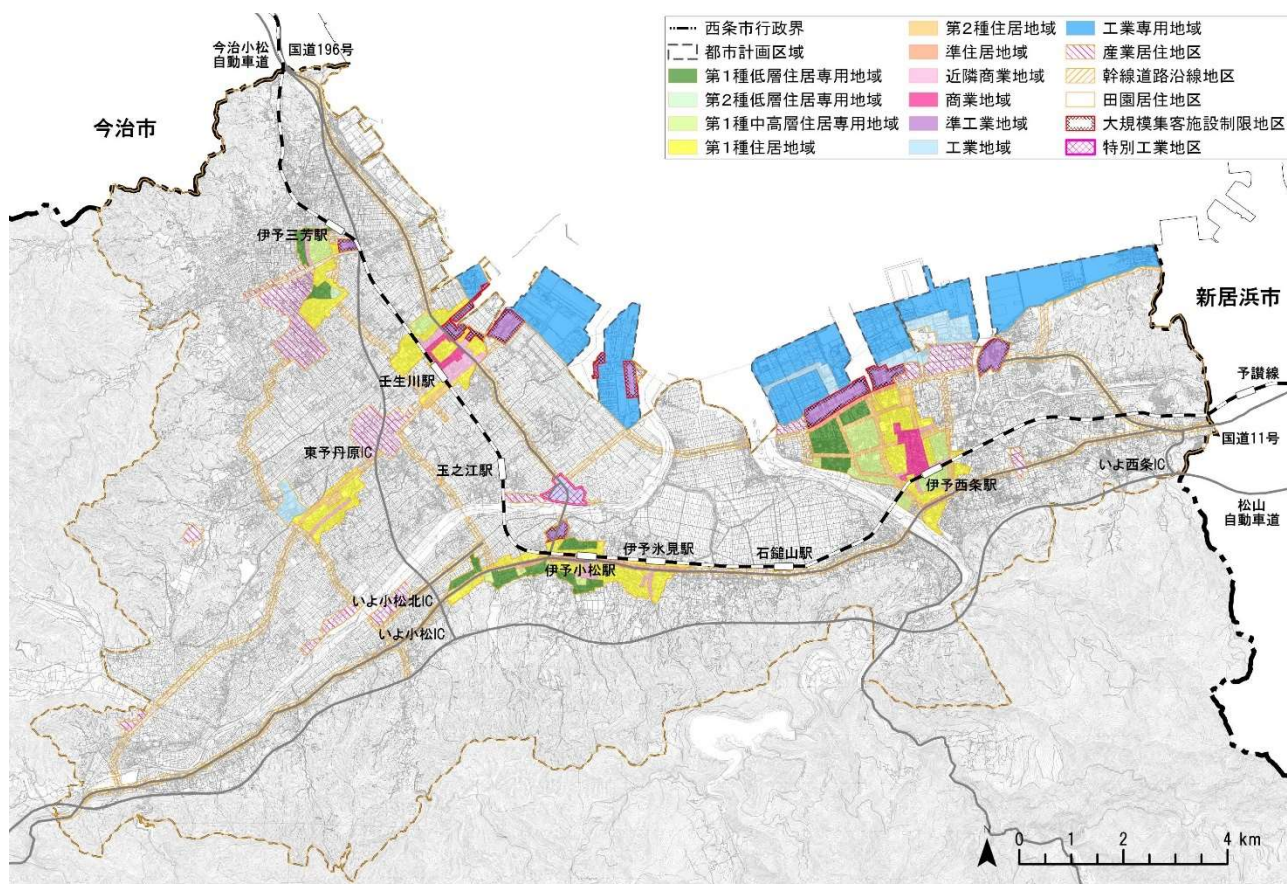 西条市行政界
都市計画区域
第1種低層住居専用地域
第2種低層住居専用地域
第1種中高層住居専用地域
第1種住居地域
第2種住居地域
準住居地域
近隣商業地域
商業地域
準工業地域
工業地域
工業専用地域
産業居住地区
幹線道路沿線地区
田園居住地区
大規模集客施設制限地区
特別工業地区
今治小松
自動車道
国道196号
今治市
伊予三芳駅
壬生川駅
東予丹原IC
玉之江駅
いよ小松北IC
いよ小松IC
伊予小松駅
伊予氷見駅
石鎚山駅
伊予西条駅
いよ西条IC
新居浜市
予讃線
国道11号
松山
自動車道
N
0 1 2 4 km